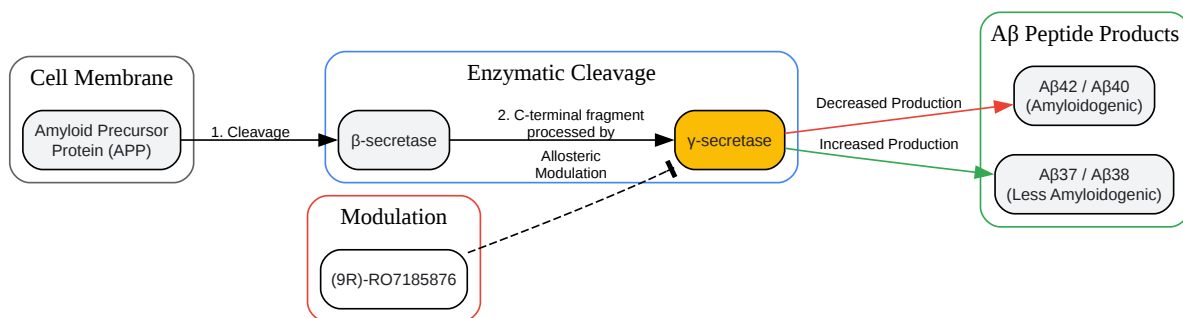 Cell Membrane
Amyloid Precursor
Protein (APP)
1. Cleavage
Enzymatic Cleavage
β-secretase
2. C-terminal fragment
processed by
Allosteric
Modulation
γ-secretase
Modulation
(9R)-RO7185876
Decreased Production
Increased Production
Aβ Peptide Products
Aβ42 / Aβ40
(Amyloidogenic)
Aβ37 / Aβ38
(Less Amyloidogenic)